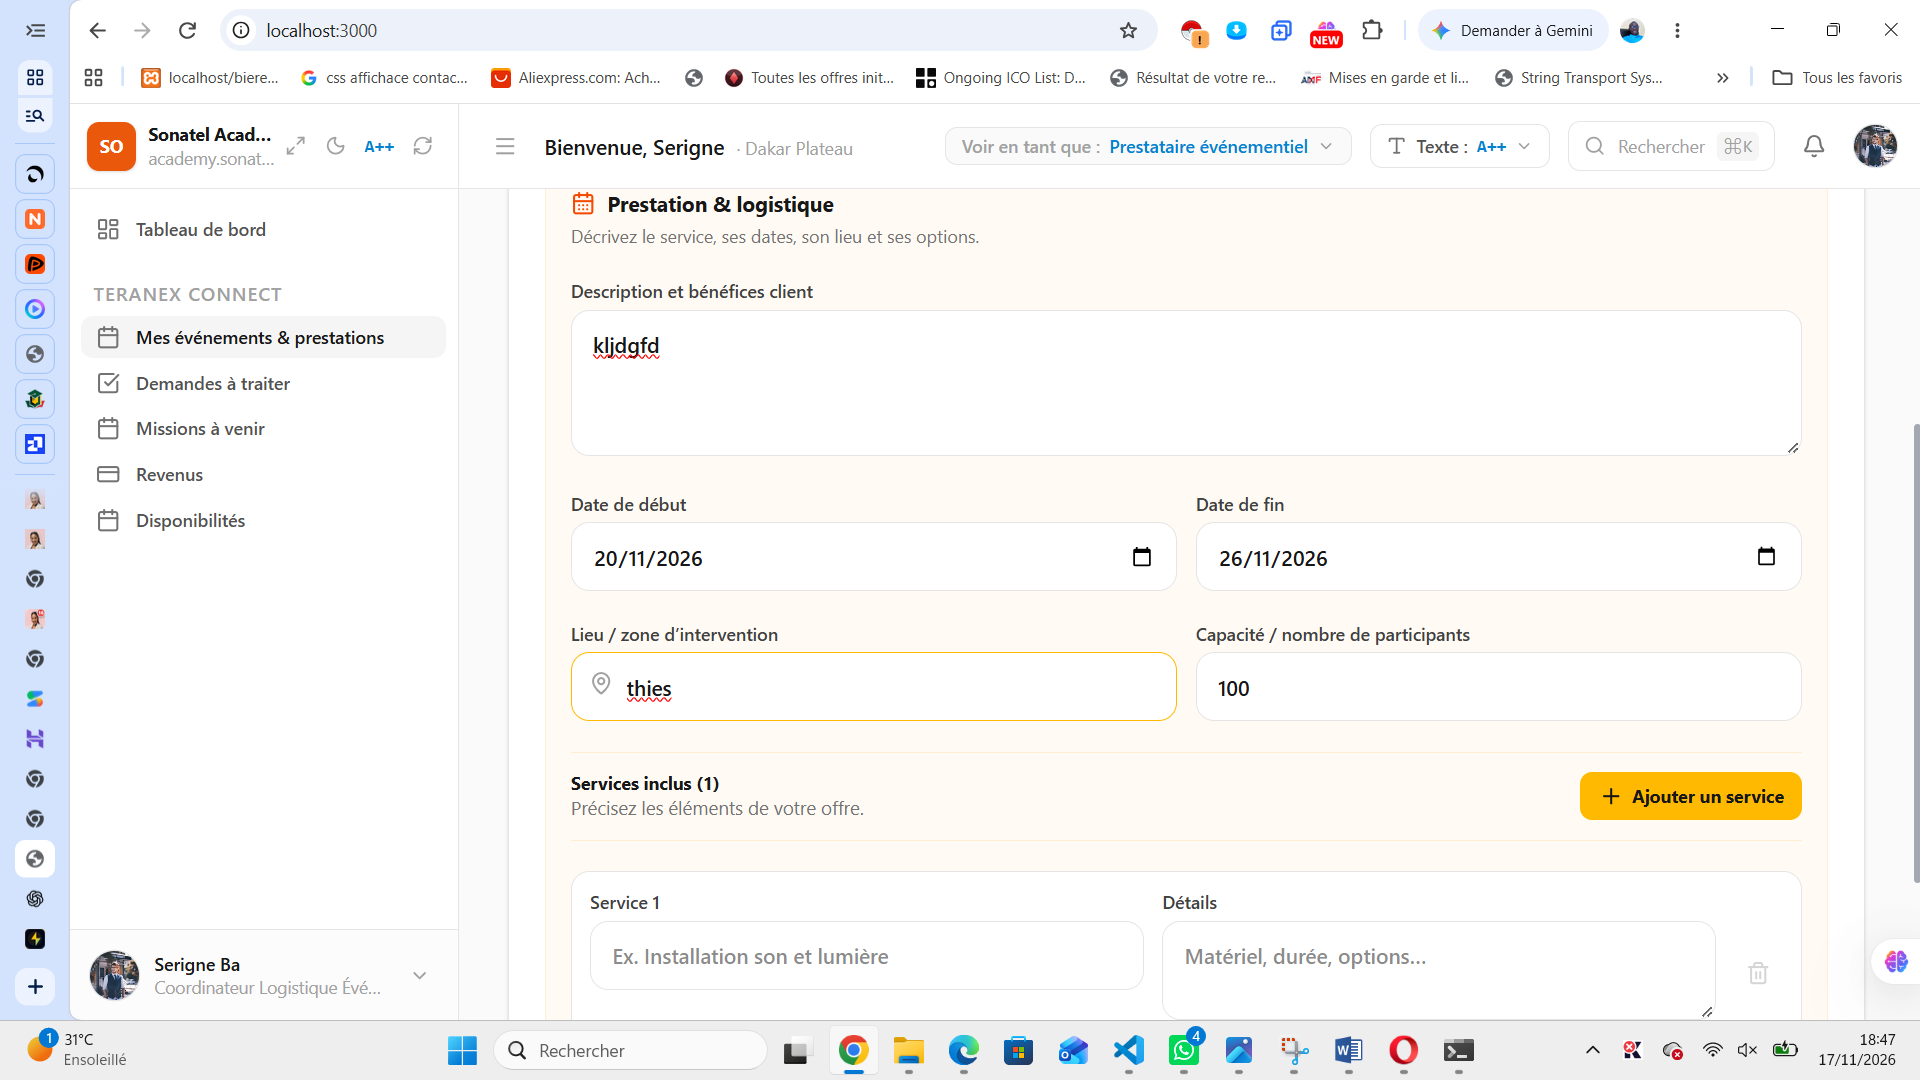 localhost:3000
NEW
Demander à Gemini
localhost/biere...
css affichace contac...
Aliexpress.com: Ach...
Toutes les offres init...
Ongoing ICO List: D...
Résultat de votre re...
Mises en garde et li...
String Transport Sys...
»
Tous les favoris
SO
Sonatel Acad...
academy.sonat...
A++
Bienvenue, Serigne · Dakar Plateau
Voir en tant que : Prestataire événementiel
Texte : A++
Rechercher ⌘K
Tableau de bord
TERANEX CONNECT
Mes événements & prestations
Demandes à traiter
Missions à venir
Revenus
Disponibilités
Prestation & logistique
Décrivez le service, ses dates, son lieu et ses options.
Description et bénéfices client
kljdgfd
Date de début
Date de fin
20/11/2026
26/11/2026
Lieu / zone d’intervention
Capacité / nombre de participants
thies
100
Services inclus (1)
Précisez les éléments de votre offre.
+ Ajouter un service
Service 1
Détails
Ex. Installation son et lumière
Matériel, durée, options...
Serigne Ba
Coordinateur Logistique Évé...
1
31°C
Ensoleillé
Rechercher
4
18:47
17/11/2026